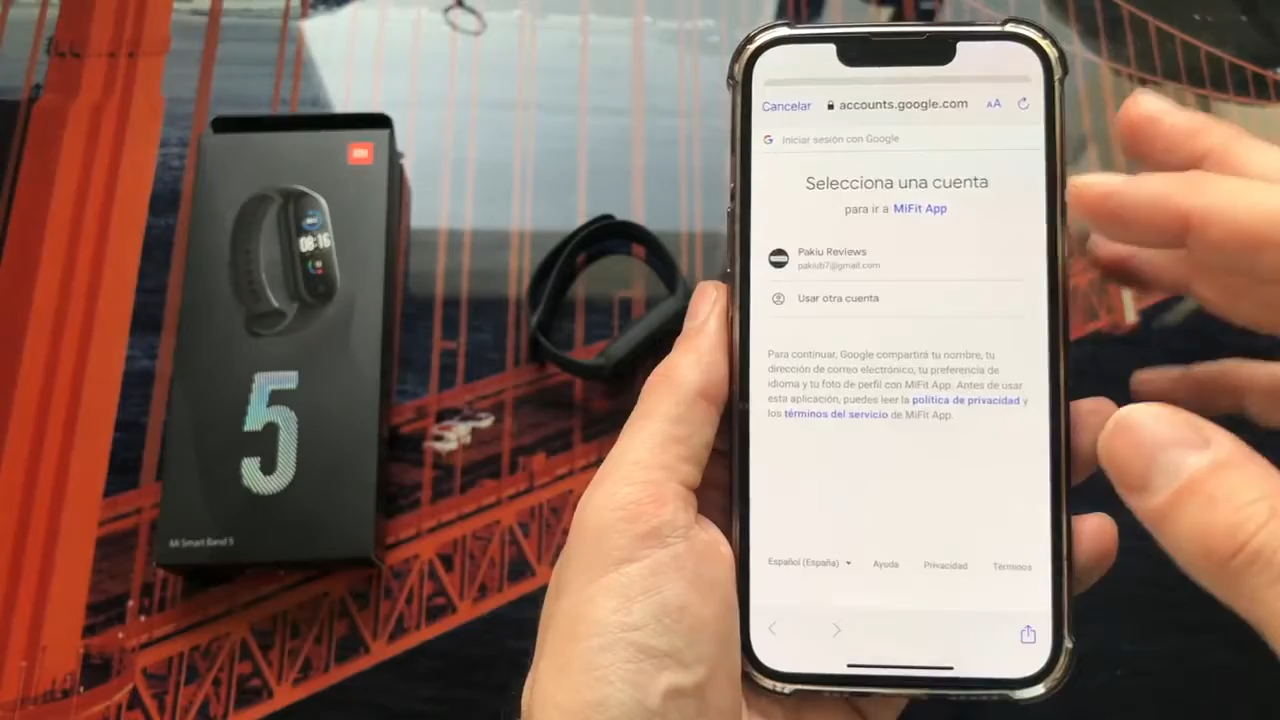 08:16
5
Mi Smart Band 5
Cancelar
accounts.google.com
AA
Iniciar sesión con Google
Selecciona una cuenta
para ir a MiFit App
Pakiu Reviews
pakiub7@gmail.com
Usar otra cuenta
Para continuar, Google compartirá tu nombre, tu
dirección de correo electrónico, tu preferencia de
idioma y tu foto de perfil con MiFit App. Antes de usar
esta aplicación, puedes leer la política de privacidad y
los términos del servicio de MiFit App.
Español (España)
Ayuda
Privacidad
Términos